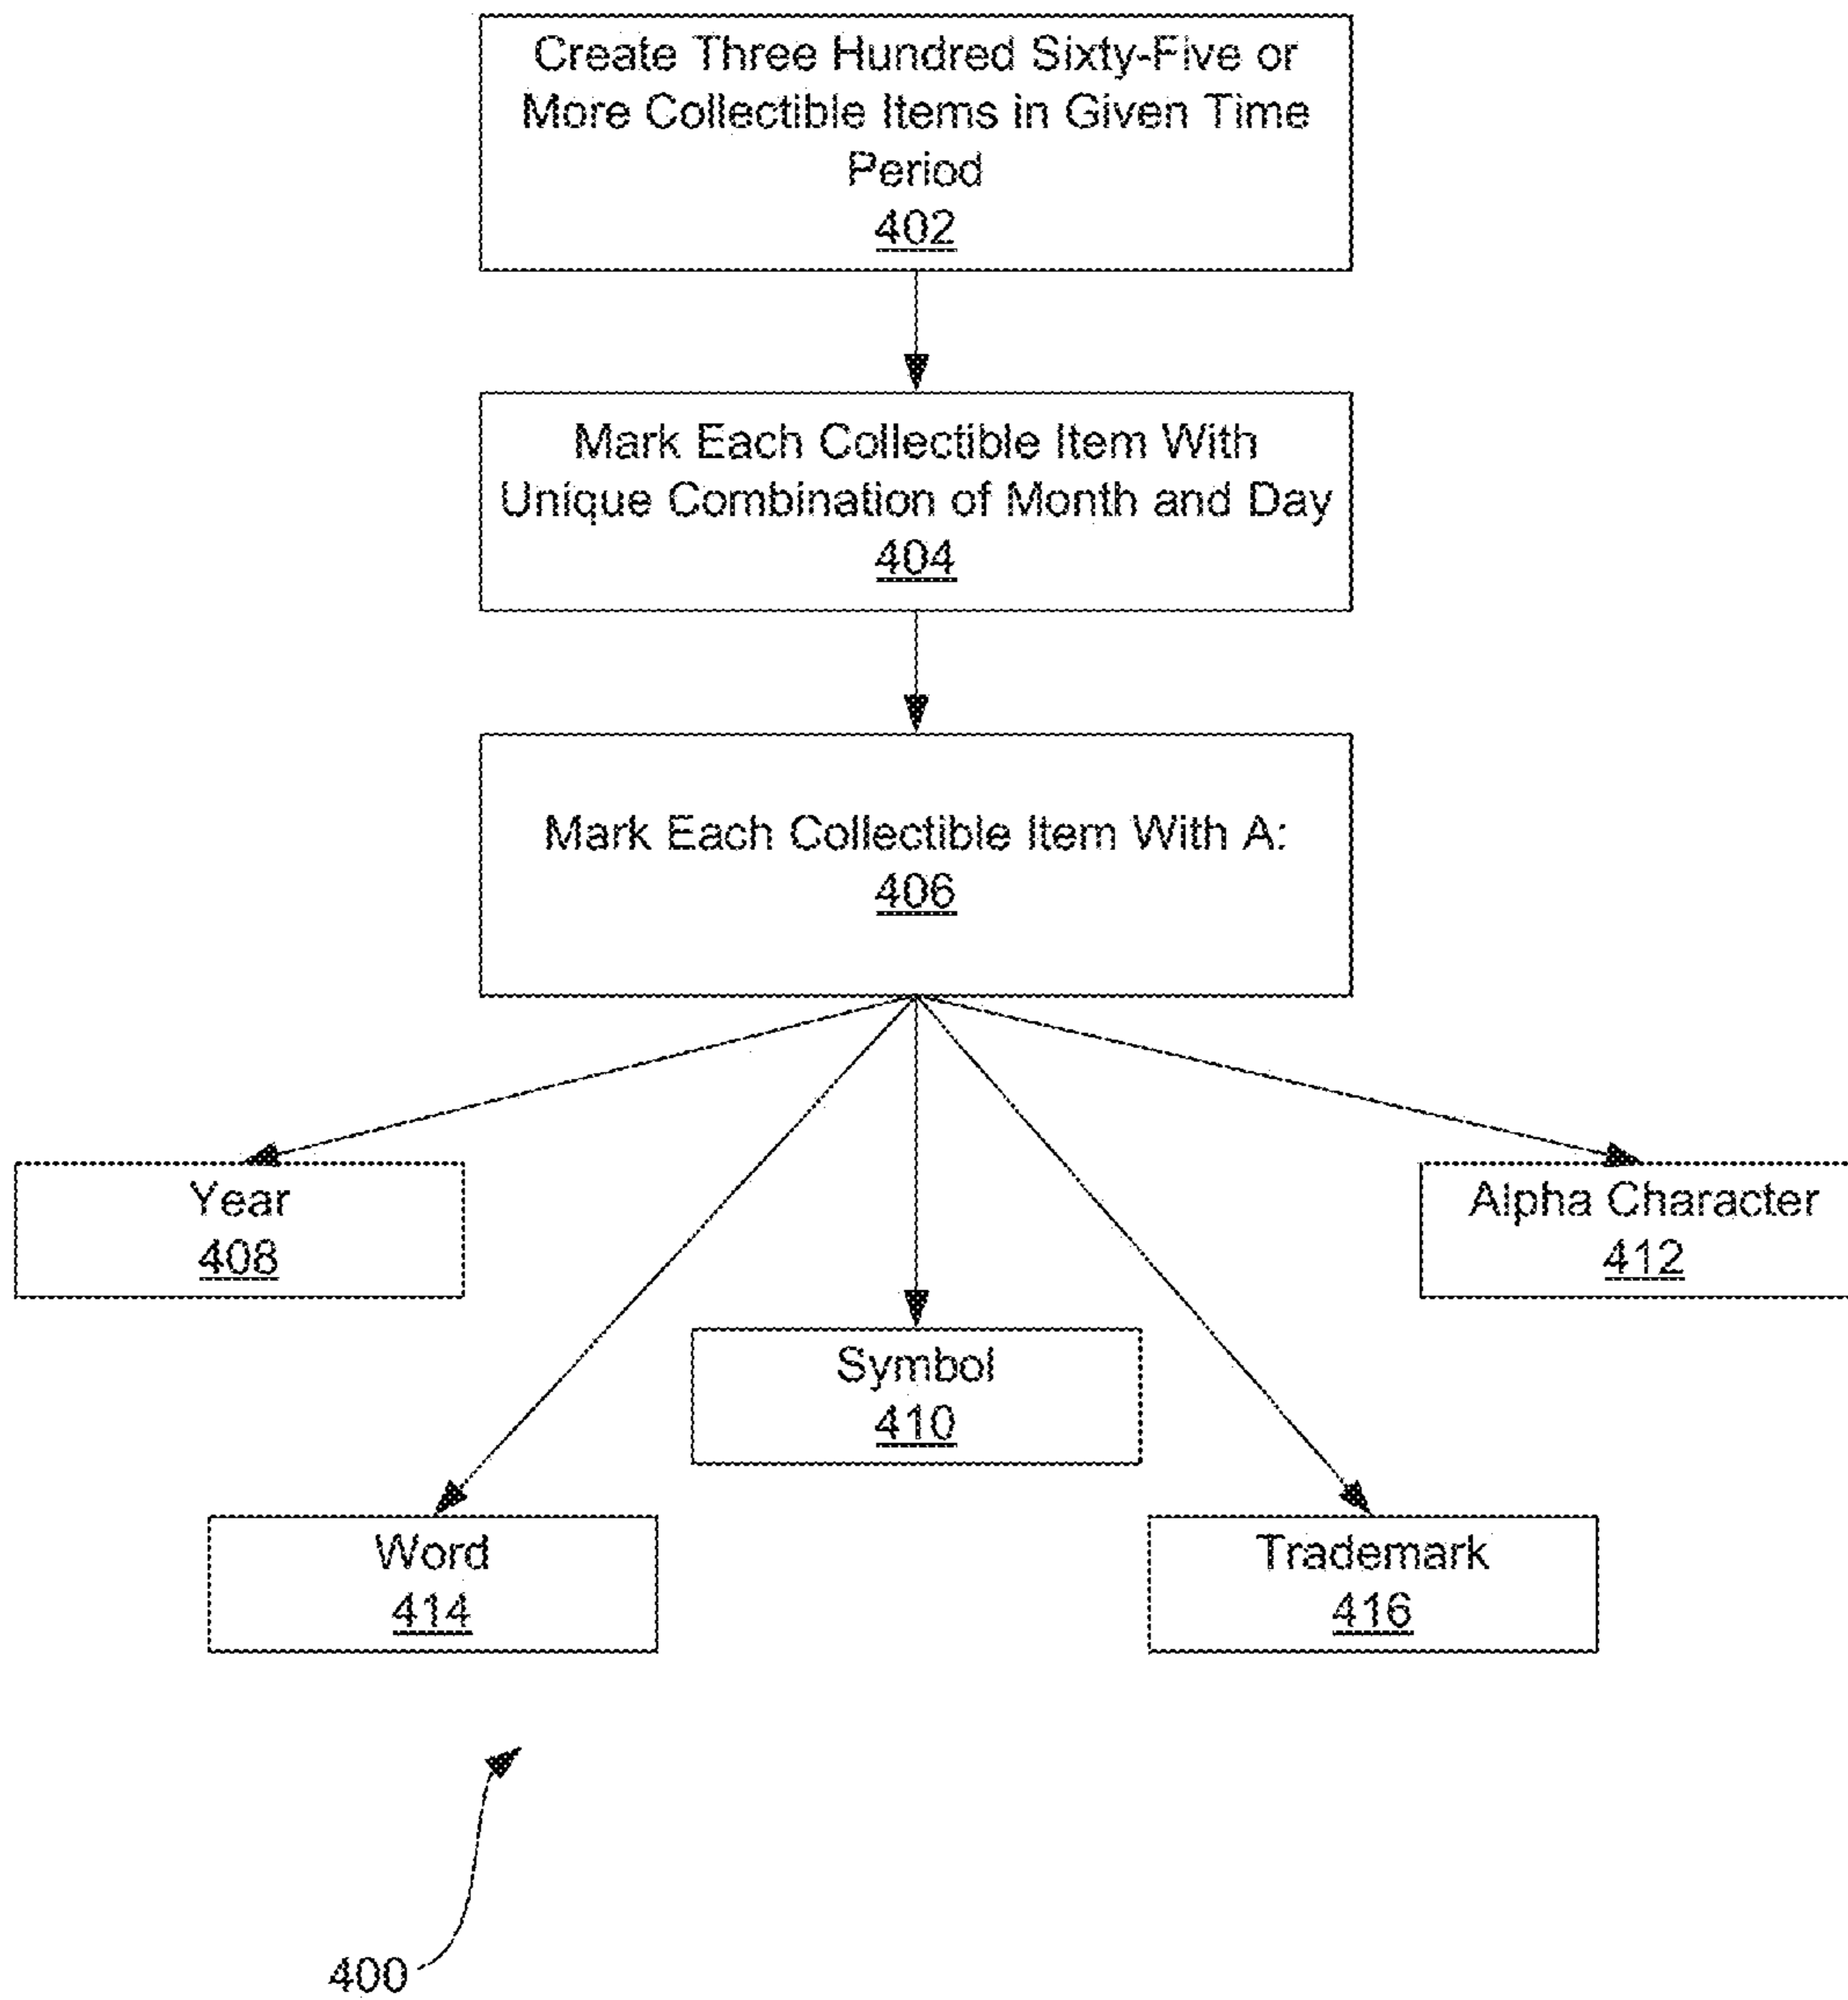 Create Three Hundred Sixty-Five or
More Collectible Items in Given Time
Period
402
Mark Each Collectible Item With
Unique Combination of Month and Day
404
Mark Each Collectible Item With A:
406
Year
408
Alpha Character
412
Symbol
410
Word
414
Trademark
416
400